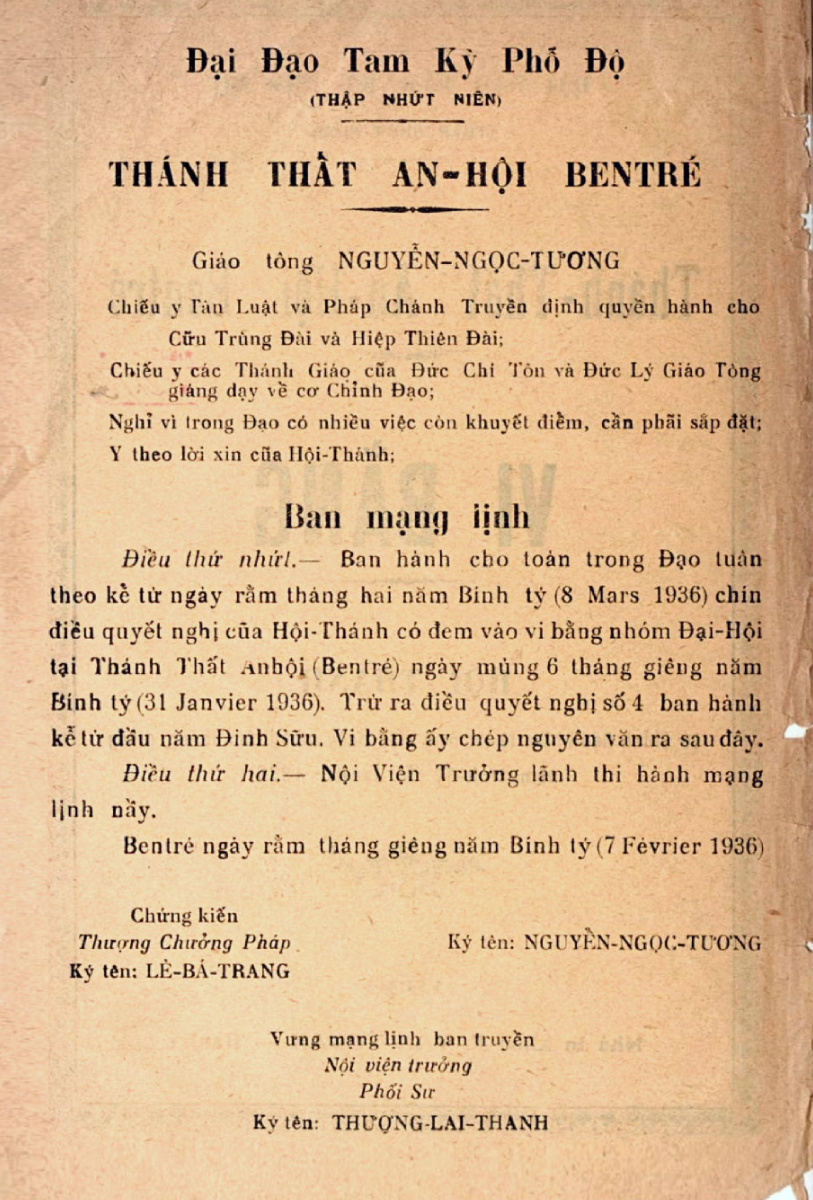 Đại Đạo Tam Kỳ Phổ Độ
(THẬP NHỨT NIÊN)
THÁNH THẤT AN-HỘI BENTRÉ
Giáo tông NGUYỄN-NGỌC-TƯƠNG
Chiếu y Tân Luật và Pháp Chánh Truyền định quyền hành cho
Cữu Trùng Đài và Hiệp Thiên Đài;
Chiếu y các Thánh Giáo của Đức Chí Tôn và Đức Lý Giáo Tông
giáng dạy về cơ Chỉnh Đạo;
Nghĩ vì trong Đạo có nhiều việc còn khuyết điểm, cần phãi sắp đặt;
Y theo lời xin cũa Hội-Thánh;
Ban mạng lịnh
Điều thứ nhứt.— Ban hành cho toàn trong Đạo tuân
theo kể từ ngày rằm tháng hai năm Bính tý (8 Mars 1936) chín
điều quyết nghị cũa Hội-Thánh có đem vào vi bằng nhóm Đại-Hội
tại Thánh Thất Anhội (Bentré) ngày mùng 6 tháng giêng năm
Bính tý (31 Janvier 1936). Trừ ra điều quyết nghị số 4 ban hành
kể từ đầu năm Đinh Sữu. Vi bằng ấy chép nguyên văn ra sau đây.
Điều thứ hai.— Nội Viện Trưởng lãnh thi hành mạng
lịnh nầy.
Bentré ngày rằm tháng giêng năm Bính tý (7 Février 1936)
Chứng kiến
Thượng Chưởng Pháp
Ký tên: NGUYỄN-NGỌC-TƯƠNG
Ký tên: LÊ-BÁ-TRANG
Vưng mạng lịnh ban truyền
Nội viện trưởng
Phối Sư
Ký tên: THƯỢNG-LAI-THANH